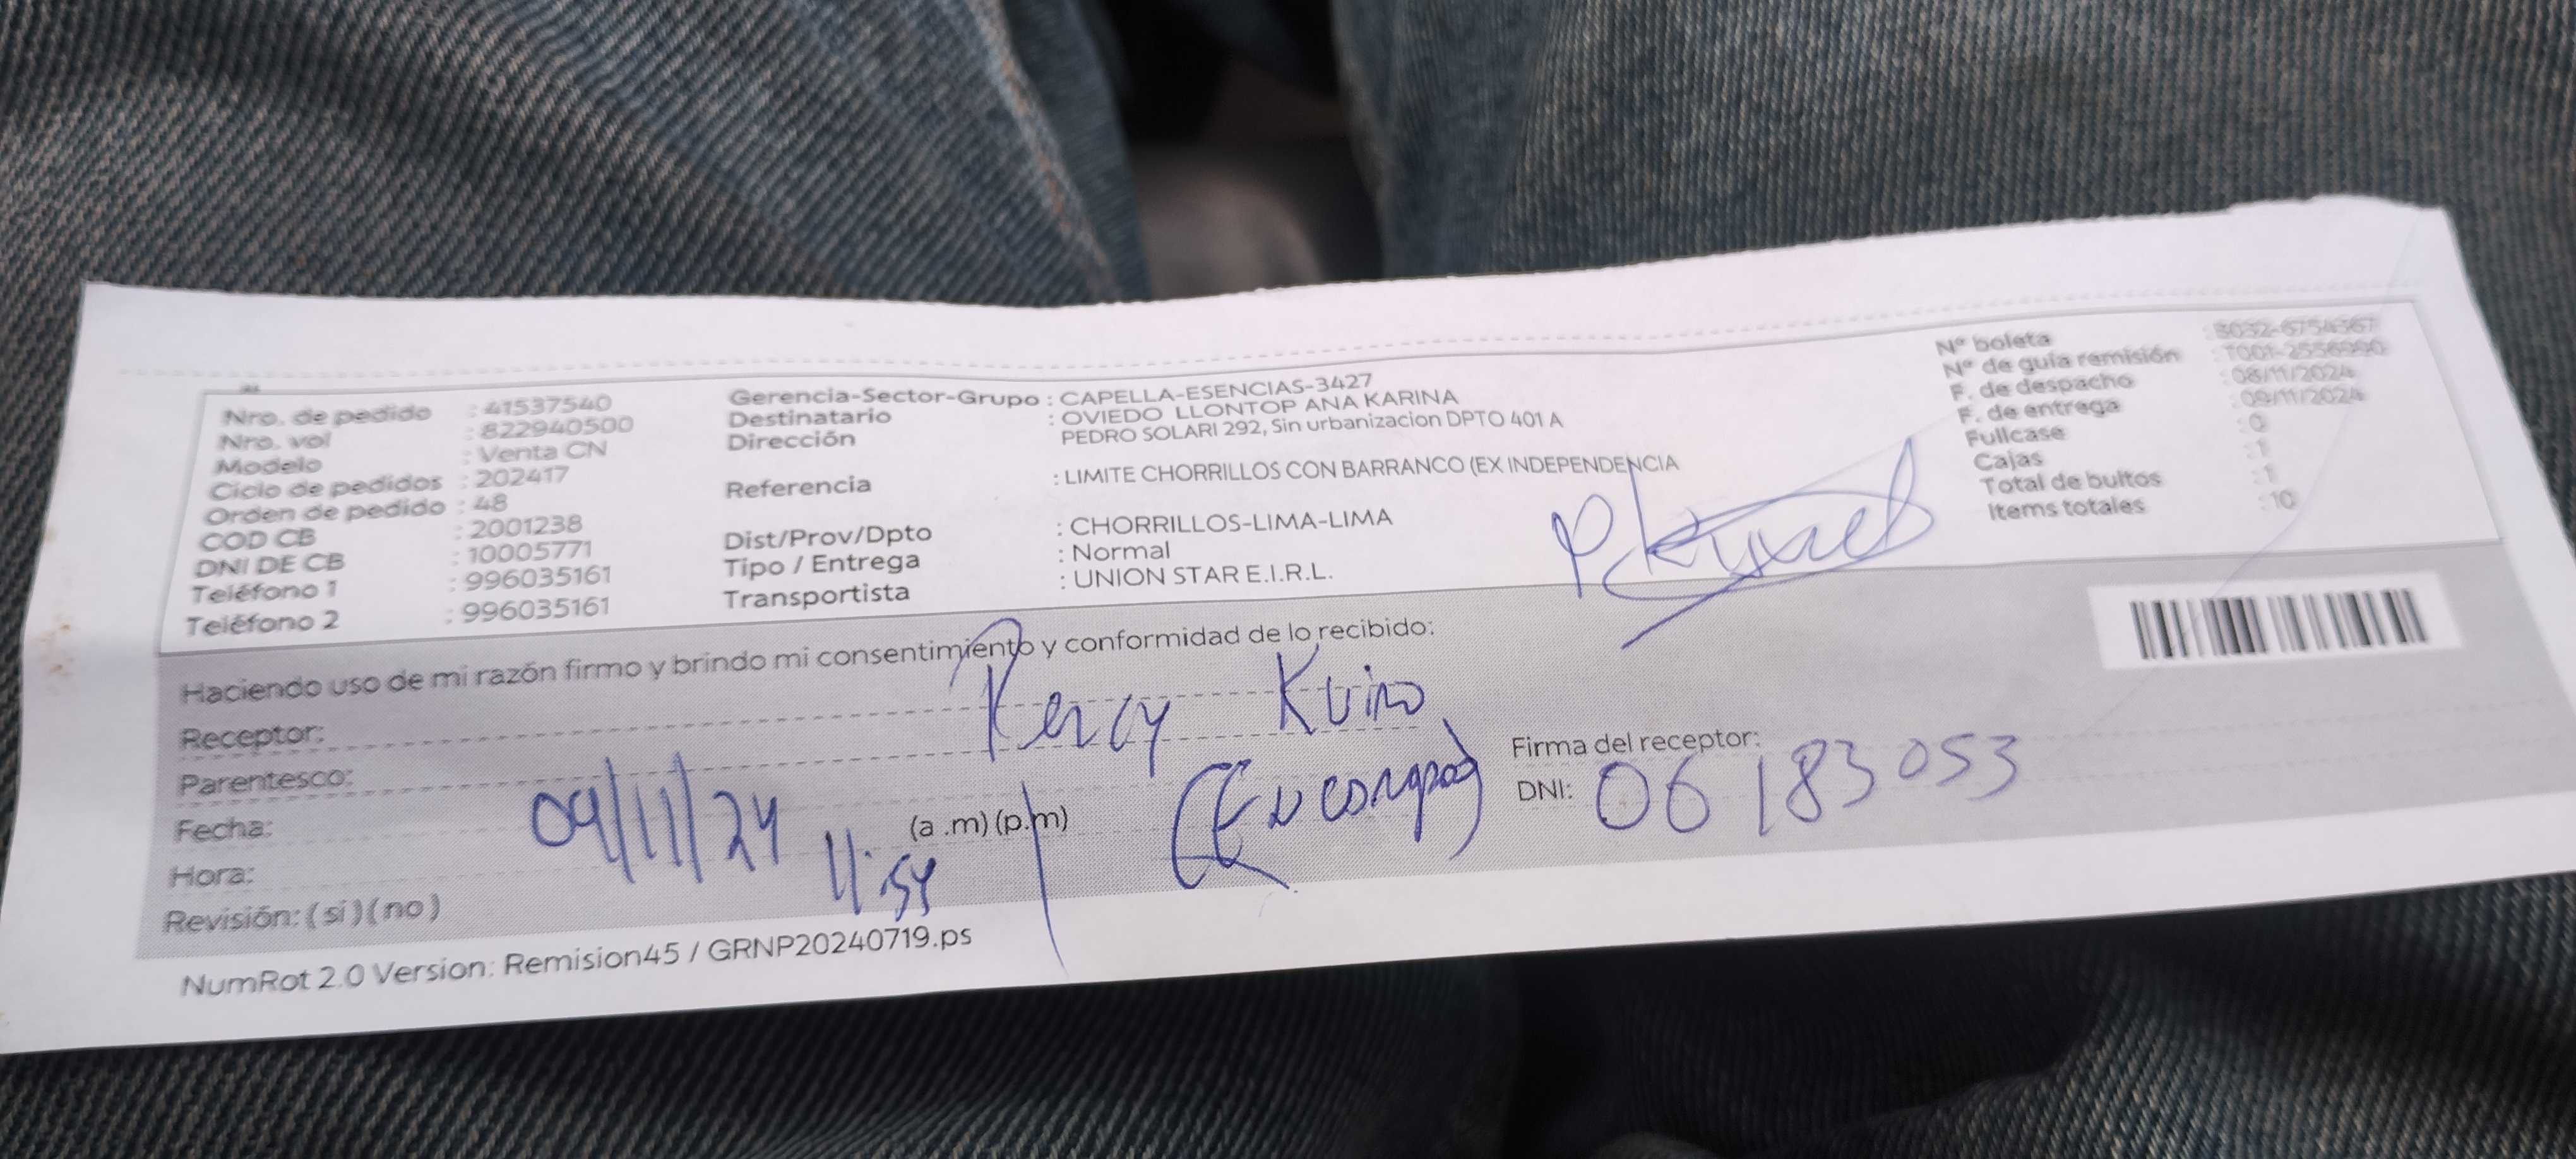 Nro. de pedido : 41537540
Nro. vol : 822940500
Modelo : Venta CN
Ciclo de pedidos : 202417
Orden de pedido : 48
COD CB : 2001238
DNI DE CB : 10005771
Teléfono 1 : 996035161
Teléfono 2 : 996035161
Gerencia-Sector-Grupo : CAPELLA-ESENCIAS-3427
Destinatario : OVIEDO LLONTOP ANA KARINA
Dirección PEDRO SOLARI 292, Sin urbanizacion DPTO 401 A
Referencia : LIMITE CHORRILLOS CON BARRANCO (EX INDEPENDENCIA
Dist/Prov/Dpto : CHORRILLOS-LIMA-LIMA
Tipo / Entrega : Normal
Transportista : UNION STAR E.I.R.L.
Nº boleta
Nº de guía remisión : T001-2556990
F. de despacho : 08/11/2024
F. de entrega : 09/11/2024
Fullcase : 0
Cajas : 1
Total de bultos : 1
Items totales : 10
Haciendo uso de mi razón firmo y brindo mi consentimiento y conformidad de lo recibido:
Receptor: Percy
Parentesco:
Fecha: 09/11/24
Hora: 11:54 (a .m) (p.m)
Revisión: (si) (no)
Firma del receptor:
DNI: 06183053
NumRot 2.0 Version: Remision45 / GRNP20240719.ps